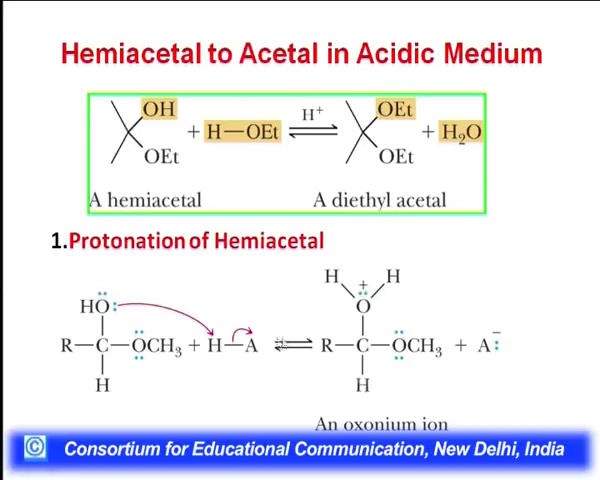 Hemiacetal to Acetal in Acidic Medium
OH OEt
+ H—OEt H+ ⇌ + H2O
OEt OEt
A hemiacetal A diethyl acetal
1.Protonation of Hemiacetal
H + H
HO: O
R—C—OCH3 + H—A ⇌ R—C—OCH3 + A:−
H H
An oxonium ion
© Consortium for Educational Communication, New Delhi, India